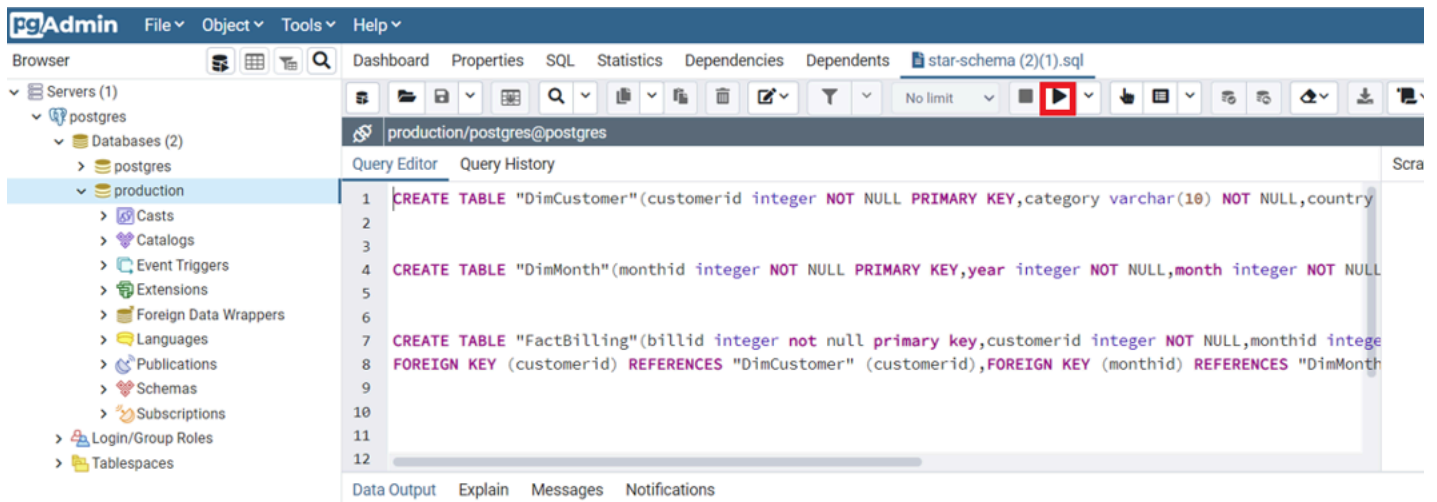 pgAdmin File Object Tools Help
Browser
Dashboard Properties SQL Statistics Dependencies Dependents star-schema (2)(1).sql
Servers (1)
No limit
postgres
production/postgres@postgres
Databases (2)
postgres
Query Editor Query History
Scra
production
1 CREATE TABLE "DimCustomer"(customerid integer NOT NULL PRIMARY KEY,category varchar(10) NOT NULL,country
Casts
2
Catalogs
3
Event Triggers
4 CREATE TABLE "DimMonth"(monthid integer NOT NULL PRIMARY KEY,year integer NOT NULL,month integer NOT NULL
Extensions
5
Foreign Data Wrappers
6
Languages
7 CREATE TABLE "FactBilling"(billid integer not null primary key,customerid integer NOT NULL,monthid intege
Publications
8 FOREIGN KEY (customerid) REFERENCES "DimCustomer" (customerid),FOREIGN KEY (monthid) REFERENCES "DimMonth
Schemas
9
Subscriptions
10
Login/Group Roles
11
Tablespaces
12
Data Output Explain Messages Notifications